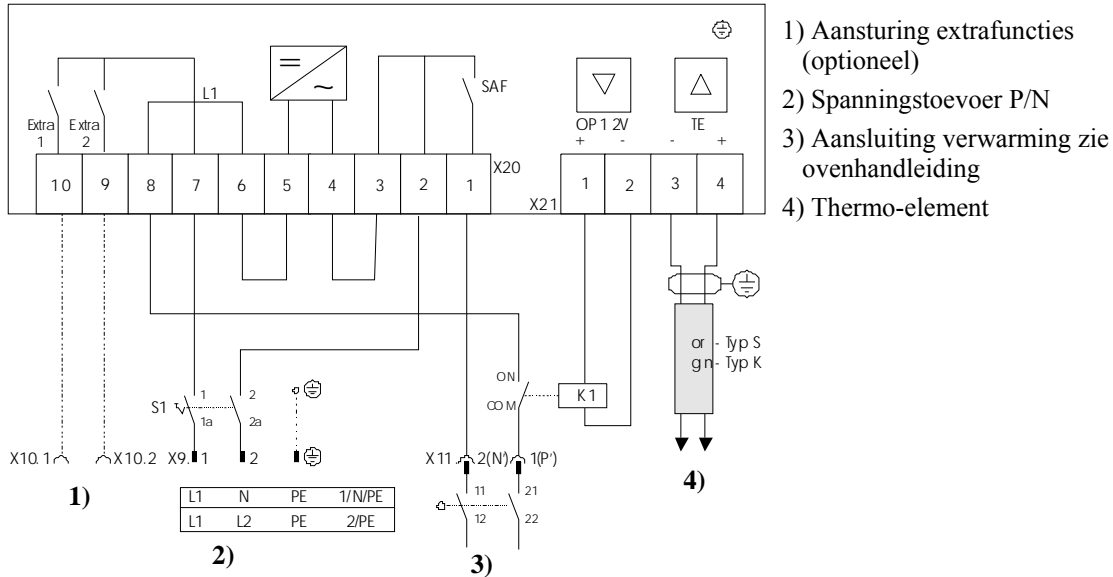 1) Aansturing extrafuncties
(optioneel)
2) Spanningstoevoer P/N
3) Aansluiting verwarming zie
ovenhandleiding
4) Thermo-element
L1
SAF
Extra Extra
1 2
OP1 2V TE
+ - - +
X20
10 9 8 7 6 5 4 3 2 1
X21
1 2 3 4
or - Typ S
gn- Typ K
ON
K1
COM
S1
1 2
1a 2a
X10.1 X10.2 X9. 1 2
X11. 2(N') 1(P')
11 21
12 22
L1 N PE 1/N/PE
L1 L2 PE 2/PE
1)
2)
3)
4)